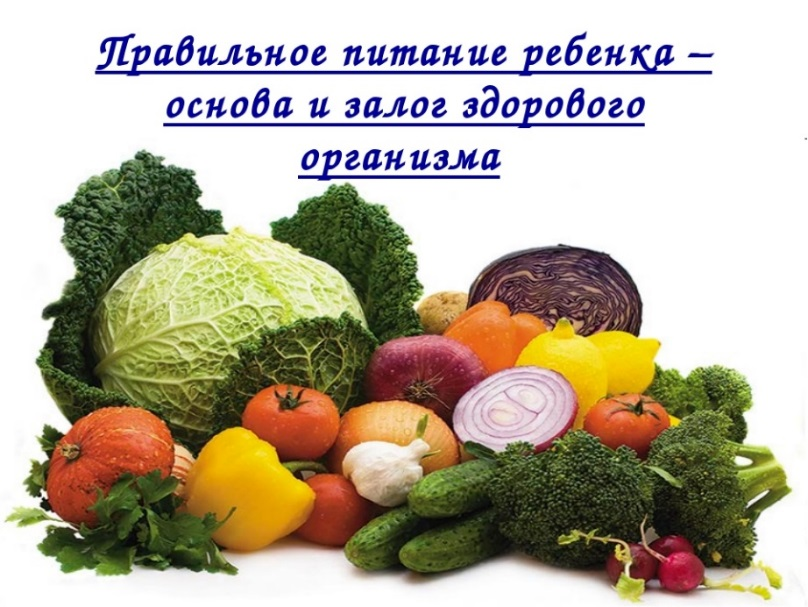 Правильное питание ребенка –
основа и залог здорового
организма